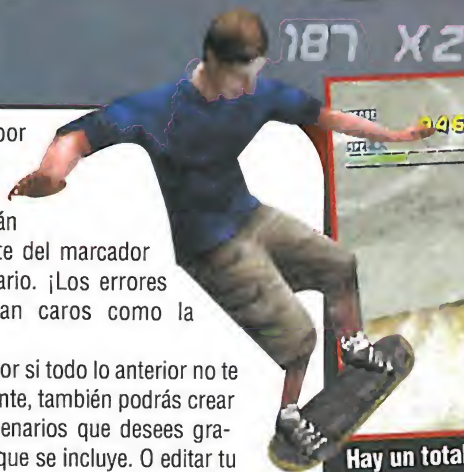 187 X2
por
án
te del marcador
ario. ¡Los errores
an caros como la
or si todo lo anterior no te
nte, también podrás crear
enarios que desees gra-
que se incluye. O editar tu
Hay un total